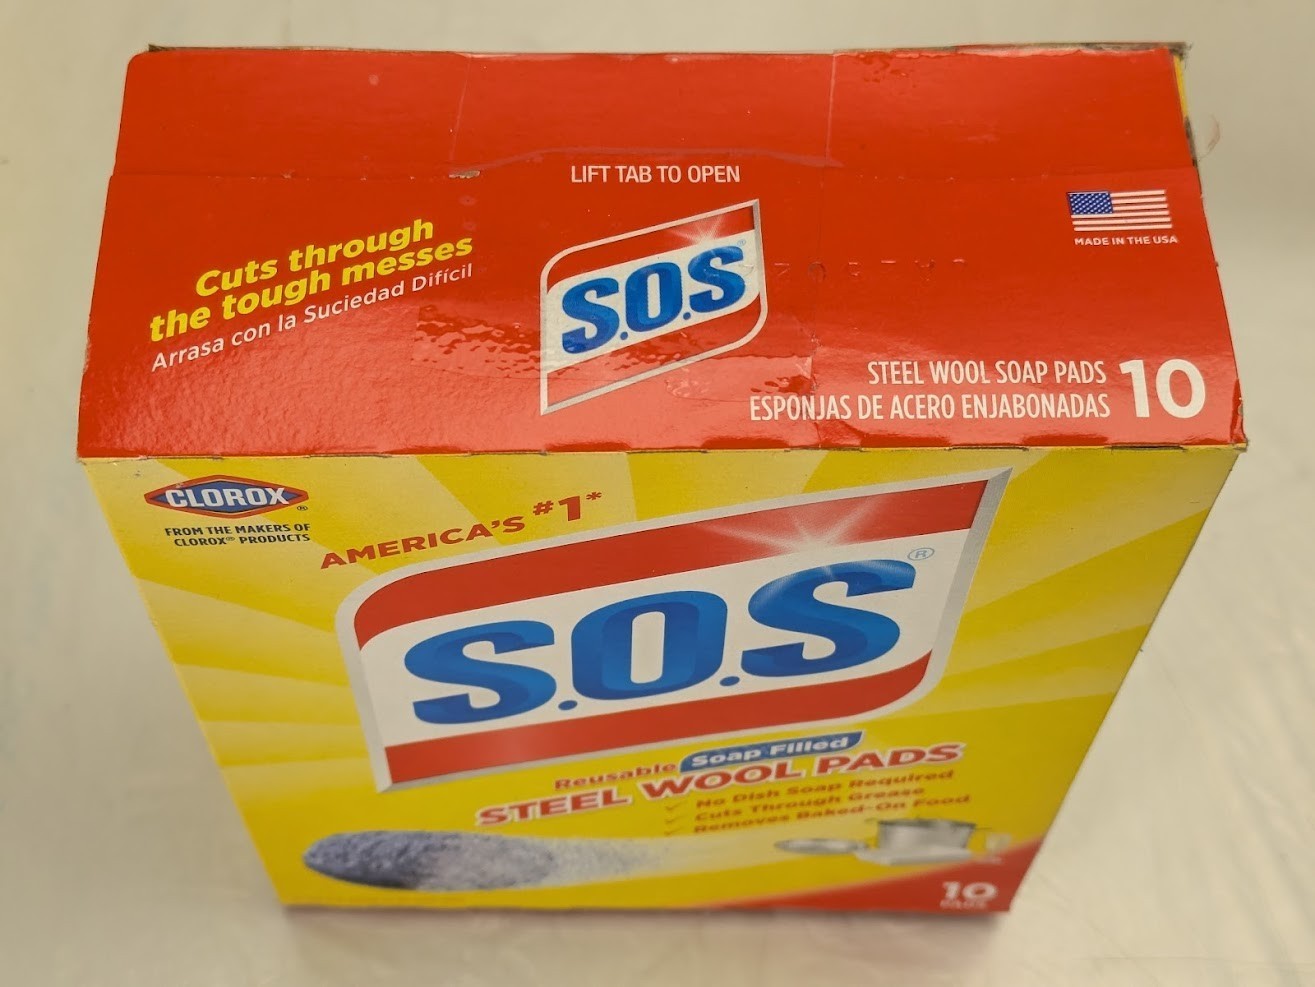 LIFT TAB TO OPEN
Cuts through
the tough messes
Arrasa con la Suciedad Difícil
S.O.S®
MADE IN THE USA
STEEL WOOL SOAP PADS
ESPONJAS DE ACERO ENJABONADAS
10
CLOROX®
FROM THE MAKERS OF
CLOROX® PRODUCTS
AMERICA'S #1*
S.O.S®
Reusable Soap Filled
STEEL WOOL PADS
✓ No Dish Soap Required
✓ Cuts Through Grease
✓ Removes Baked-On Food
10